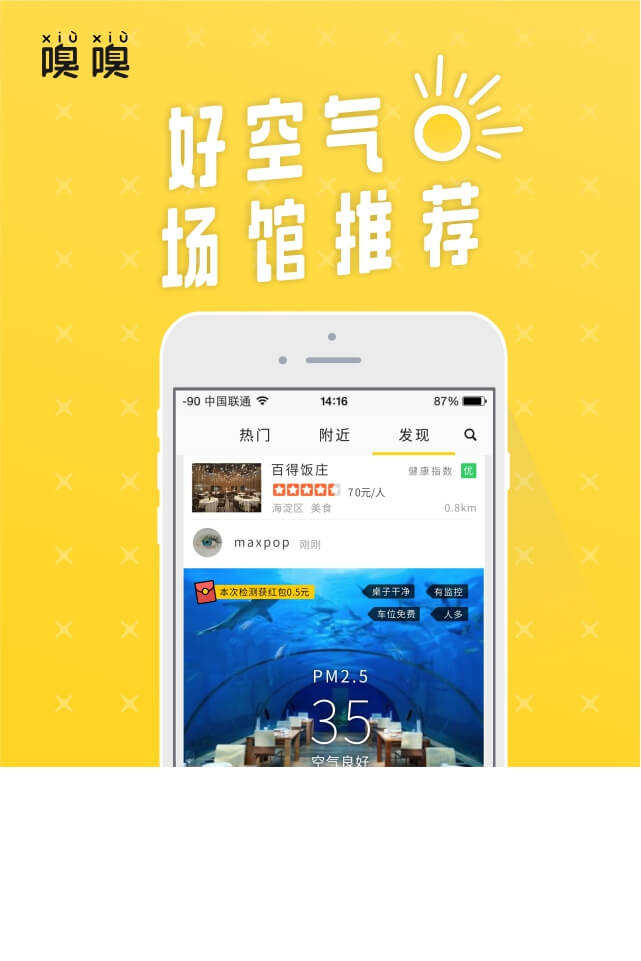 xiù xiù
嗅嗅
好空气
场馆推荐
-90 中国联通 14:16 87%
热门 附近 发现
百得饭庄 健康指数 优
70元/人
海淀区 美食 0.8km
maxpop 刚刚
本次检测获红包0.5元 桌子干净 有监控
车位免费 人多
PM2.5
35
空气良好